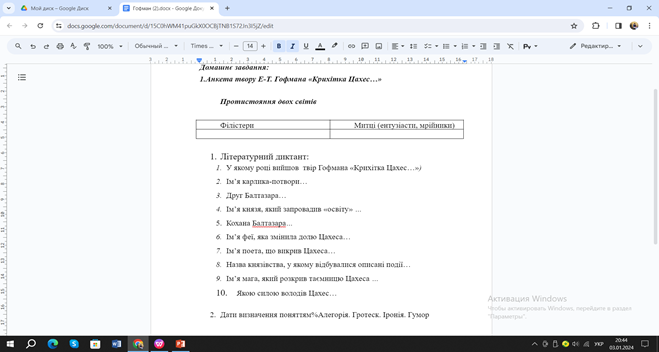 Мой диск – Google Диск
Гофман (2).docx - Google Док
docs.google.com/document/d/
/edit
100%
Обычный ...
Times ...
14
Редактир...
Домашнє завдання:
1.Анкета твору Е-Т. Гофмана «Крихітка Цахес…»
Протистояння двох світів
Філістери
Митці (ентузіасти, мрійники)
1. Літературний диктант:
1. У якому році вийшов твір Гофмана «Крихітка Цахес…»)
2. Ім’я карлика-потвори…
3. Друг Балтазара…
4. Ім’я князя, який запровадив «освіту» …
5. Кохана Балтазара…
6. Ім’я феї, яка змінила долю Цахеса…
7. Ім’я поета, що викрив Цахеса…
8. Назва князівства, у якому відбувалися описані події…
9. Ім’я мага, який розкрив таємницю Цахеса …
10. Якою силою володів Цахес…
2. Дати визначення поняттям%Алегорія. Гротеск. Іронія. Гумор
Активация Windows
Чтобы активировать Windows, перейдите в раздел
"Параметры".
УКР
20:44
03.01.2024